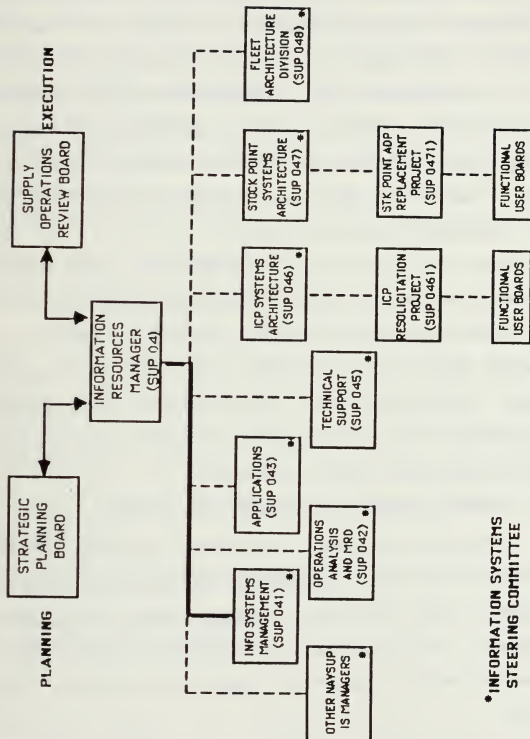 PLANNING
EXECUTION
STRATEGIC
PLANNING
BOARD
SUPPLY
OPERATIONS
REVIEW BOARD
INFORMATION
RESOURCES
MANAGER
(SUP 04)
OTHER NAYSUP
IS MANAGERS
*
INFO SYSTEMS
MANAGEMENT
(SUP 041)
*
OPERATIONS
ANALYSIS
AND MRD
(SUP 042)
*
APPLICATIONS
(SUP 043)
*
TECHNICAL
SUPPORT
(SUP 045)
*
ICP SYSTEMS
ARCHITECTURE
(SUP 046)
*
STOCK POINT
SYSTEMS
ARCHITECTURE
(SUP 047)
*
FLEET
ARCHITECTURE
DIVISION
(SUP 048)
*
ICP
RESOLICITATION
PROJECT
(SUP 0461)
STK POINT ADP
REPLACEMENT
PROJECT
(SUP 0471)
FUNCTIONAL
USER BOARDS
FUNCTIONAL
USER BOARDS
*INFORMATION SYSTEMS
STEERING COMMITTEE